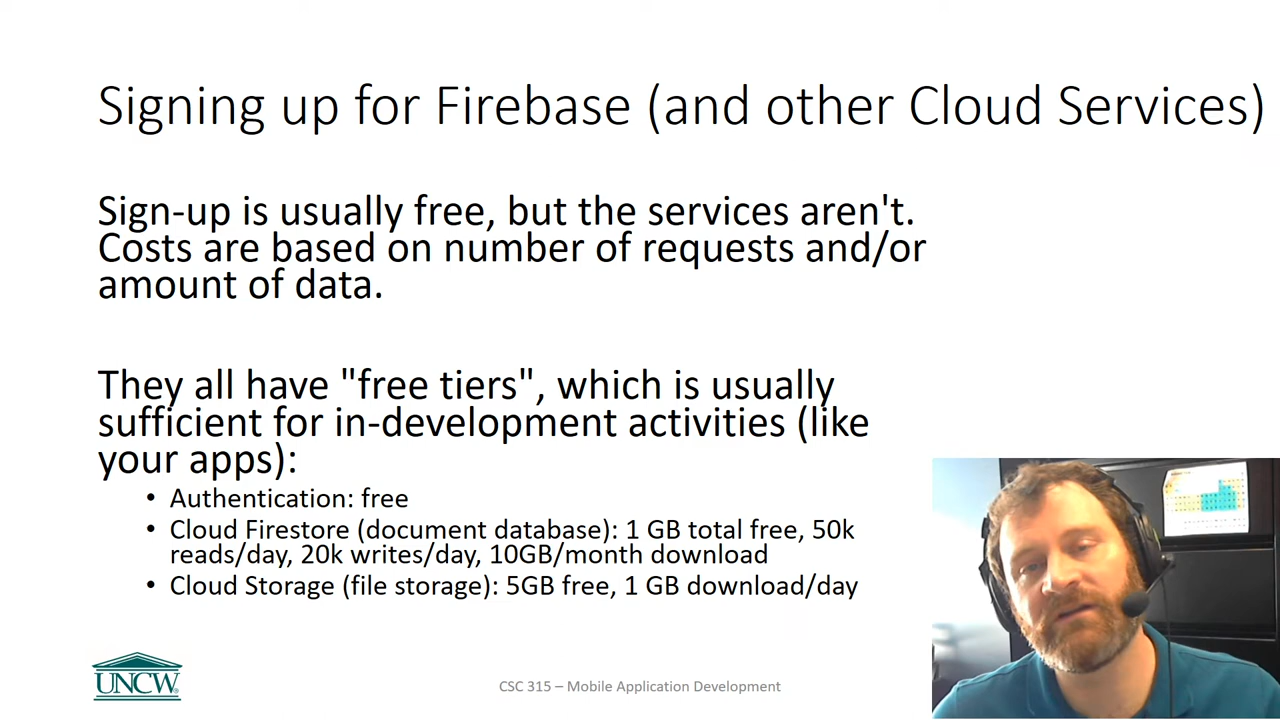 Signing up for Firebase (and other Cloud Services)
Sign-up is usually free, but the services aren't.
Costs are based on number of requests and/or
amount of data.
They all have "free tiers", which is usually
sufficient for in-development activities (like
your apps):
• Authentication: free
• Cloud Firestore (document database): 1 GB total free, 50k
reads/day, 20k writes/day, 10GB/month download
• Cloud Storage (file storage): 5GB free, 1 GB download/day
UNCW
CSC 315 – Mobile Application Development